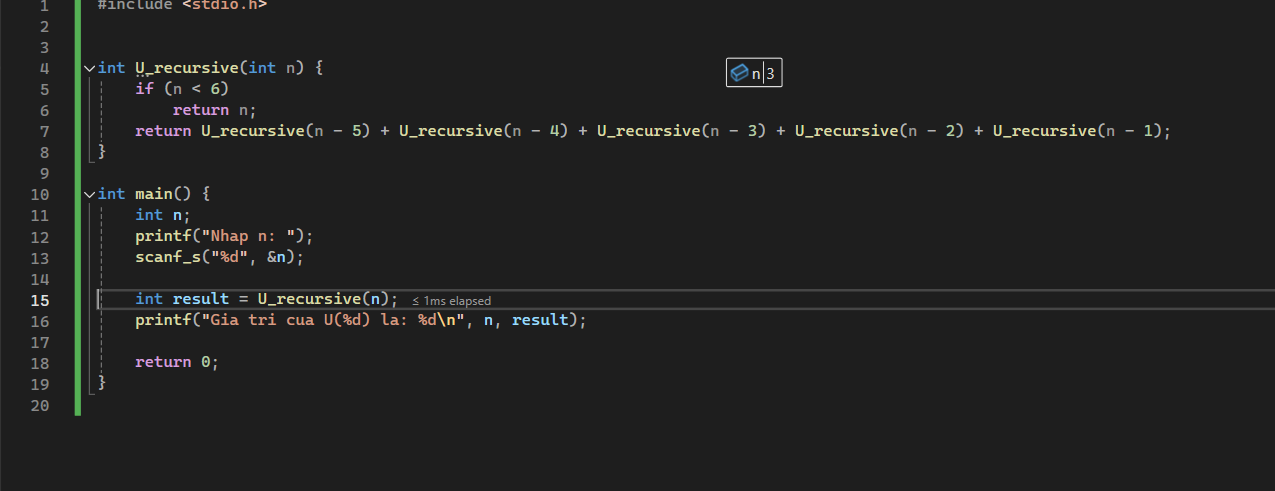 1 #include <stdio.h>
2
3
4 int U_recursive(int n) {
n 3
5 if (n < 6)
6 return n;
7 return U_recursive(n - 5) + U_recursive(n - 4) + U_recursive(n - 3) + U_recursive(n - 2) + U_recursive(n - 1);
8 }
9
10 int main() {
11 int n;
12 printf("Nhap n: ");
13 scanf_s("%d", &n);
14
15 int result = U_recursive(n); ≤ 1ms elapsed
16 printf("Gia tri cua U(%d) la: %d\n", n, result);
17
18 return 0;
19 }
20